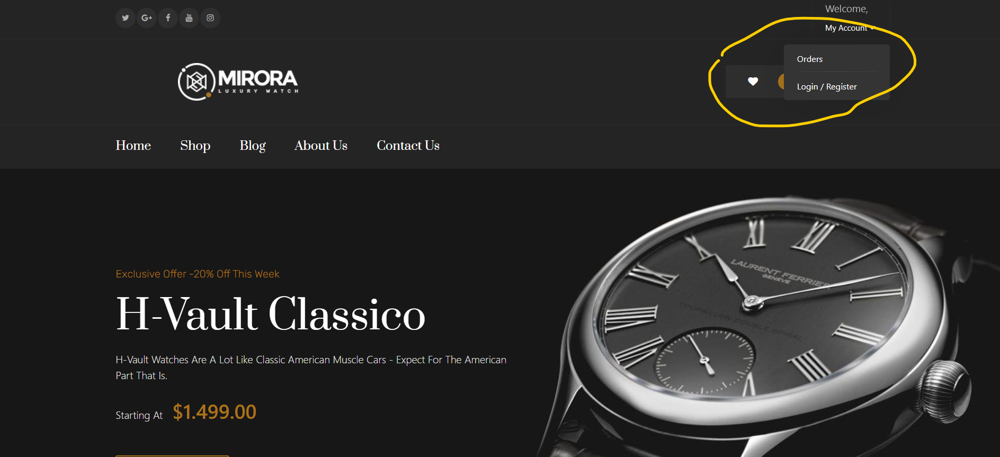 Welcome,
My Account
Orders
Login / Register
G+
You
MIRORA
LUXURY WATCH
Home
Shop
Blog
About Us
Contact Us
Exclusive Offer -20% Off This Week
H-Vault Classico
H-Vault Watches Are A Lot Like Classic American Muscle Cars - Expect For The American
Part That Is.
Starting At $1.499.00
LAURENT FERRIER
GENEVE
TOURBILLON DOUBLE SPIRAL